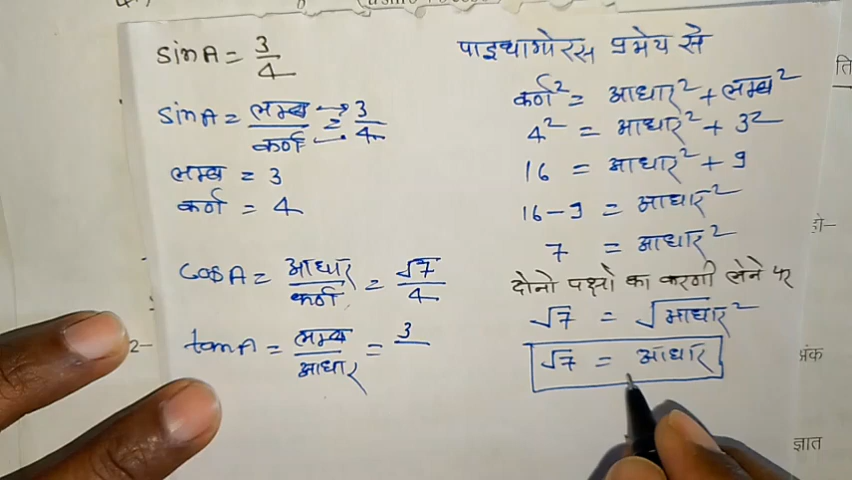 sinA = 3/4
sinA = लम्ब/कर्ण = 3/4
लम्ब = 3
कर्ण = 4
cosA = आधार/कर्ण = √7/4
2- tanA = लम्ब/आधार = 3
पाइथागोरस प्रमेय से
कर्ण² = आधार² + लम्ब²
4² = आधार² + 3²
16 = आधार² + 9
16-9 = आधार²
7 = आधार²
दोनो पक्षो का करणी लेने पर
√7 = √आधार²
√7 = आधार
ति
हो-
प्रंक
ज्ञात